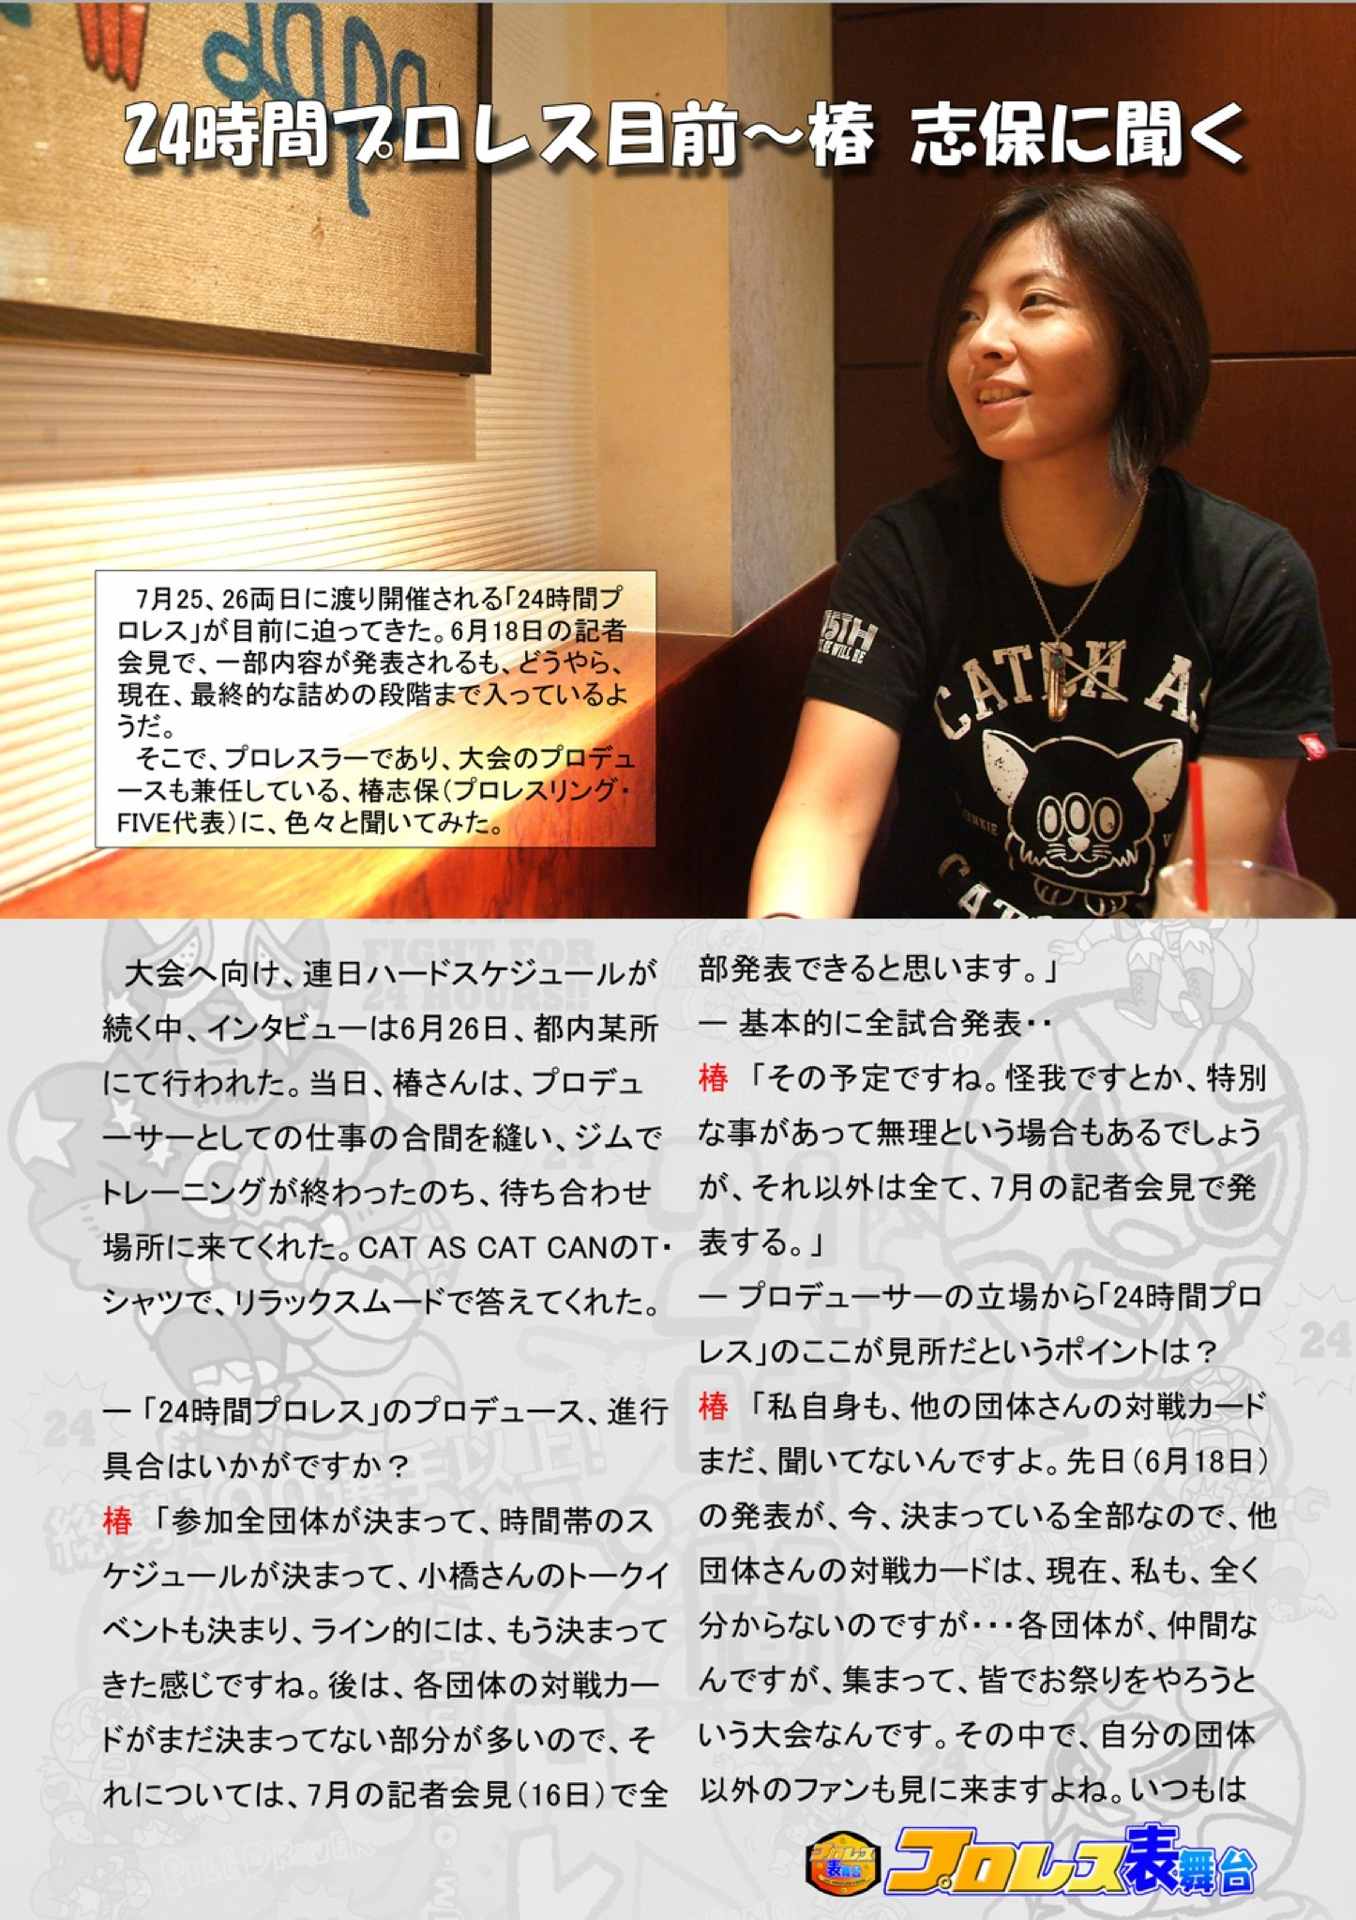 24時間プロレス目前～椿 志保に聞く
7月25、26両日に渡り開催される「24時間プ
ロレス」が目前に迫ってきた。6月18日の記者
会見で、一部内容が発表されるも、どうやら、
現在、最終的な詰めの段階まで入っているよ
うだ。
そこで、プロレスラーであり、大会のプロデュ
ースも兼任している、椿志保（プロレスリング・
FIVE代表）に、色々と聞いてみた。
15TH
CATCH AS
大会へ向け、連日ハードスケジュールが
続く中、インタビューは6月26日、都内某所
にて行われた。当日、椿さんは、プロデュ
ーサーとしての仕事の合間を縫い、ジムで
トレーニングが終わったのち、待ち合わせ
場所に来てくれた。CAT AS CAT CANのT・
シャツで、リラックスムードで答えてくれた。
― 「24時間プロレス」のプロデュース、進行
具合はいかがですか？
椿 「参加全団体が決まって、時間帯のス
ケジュールが決まって、小橋さんのトークイ
ベントも決まり、ライン的には、もう決まって
きた感じですね。後は、各団体の対戦カー
ドがまだ決まってない部分が多いので、そ
れについては、7月の記者会見（16日）で全
部発表できると思います。」
― 基本的に全試合発表・・
椿 「その予定ですね。怪我ですとか、特別
な事があって無理という場合もあるでしょう
が、それ以外は全て、7月の記者会見で発
表する。」
― プロデューサーの立場から「24時間プロ
レス」のここが見所だというポイントは？
椿 「私自身も、他の団体さんの対戦カード
まだ、聞いてないんですよ。先日（6月18日）
の発表が、今、決まっている全部なので、他
団体さんの対戦カードは、現在、私も、全く
分からないのですが・・・各団体が、仲間な
んですが、集まって、皆でお祭りをやろうと
いう大会なんです。その中で、自分の団体
以外のファンも見に来ますよね。いつもは
FIGHT FOR
24 HOURS!!
24
24
総勢100選手以上!
プロレス表舞台
プロレス表舞台